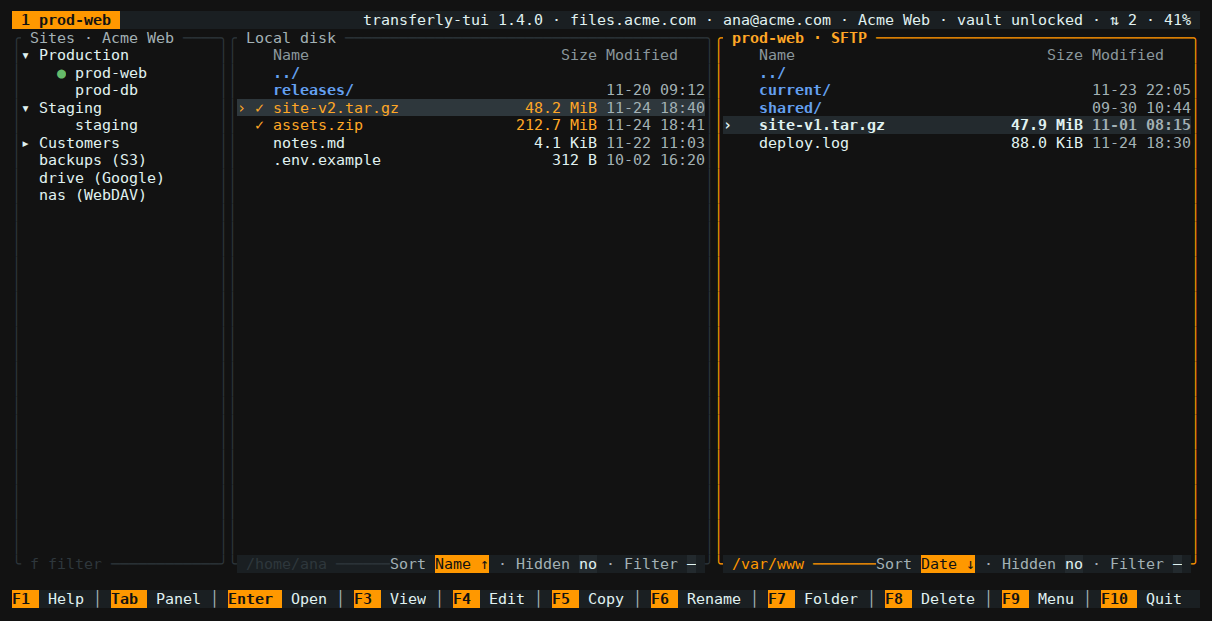 1 prod-web transferly-tui 1.4.0 · files.acme.com · ana@acme.com · Acme Web · vault unlocked · ⇅ 2 · 41%
Sites · Acme Web
▾ Production
● prod-web
prod-db
▾ Staging
staging
▸ Customers
backups (S3)
drive (Google)
nas (WebDAV)
f filter
Local disk
Name Size Modified
../
releases/ 11-20 09:12
› ✓ site-v2.tar.gz 48.2 MiB 11-24 18:40
✓ assets.zip 212.7 MiB 11-24 18:41
notes.md 4.1 KiB 11-22 11:03
.env.example 312 B 10-02 16:20
/home/ana Sort Name ↑ · Hidden no · Filter —
prod-web · SFTP
Name Size Modified
../
current/ 11-23 22:05
shared/ 09-30 10:44
› site-v1.tar.gz 47.9 MiB 11-01 08:15
deploy.log 88.0 KiB 11-24 18:30
/var/www Sort Date ↓ · Hidden no · Filter —
F1 Help │ Tab Panel │ Enter Open │ F3 View │ F4 Edit │ F5 Copy │ F6 Rename │ F7 Folder │ F8 Delete │ F9 Menu │ F10 Quit